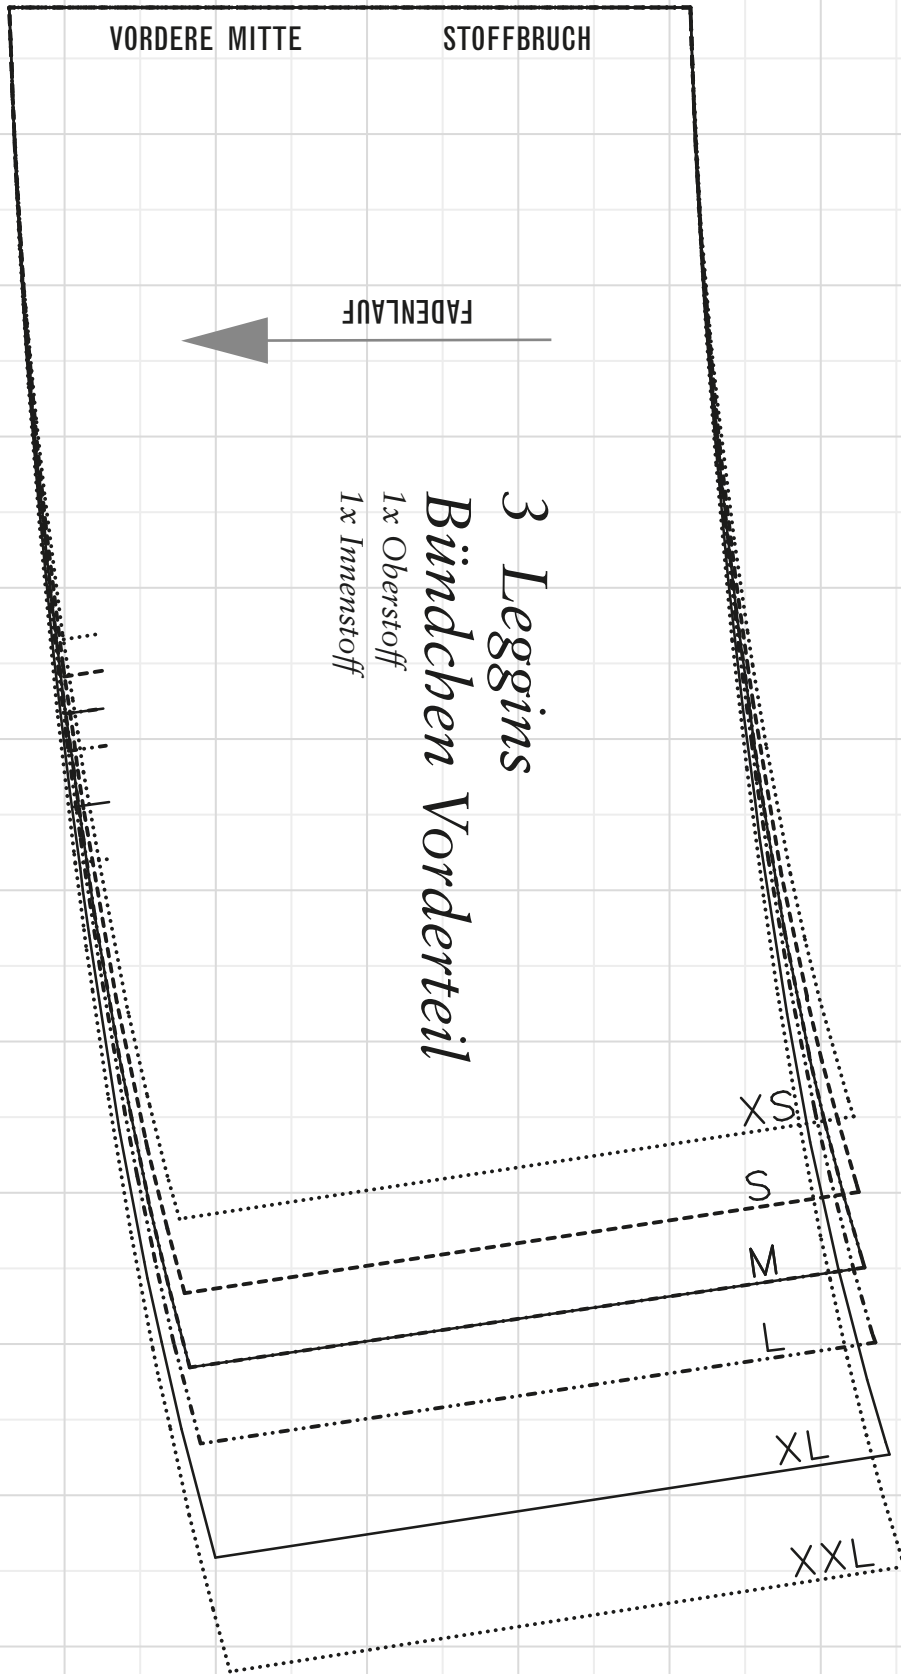 VORDERE MITTE
STOFFBRUCH
FADENLAUF
3 Leggins
Bündchen Vorderteil
1x Oberstoff
1x Innenstoff
XS
S
M
L
XL
XXL